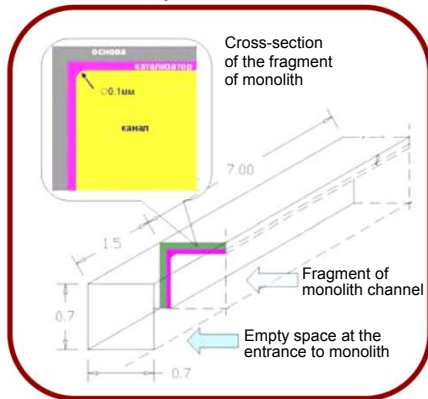 Cross-section
of the fragment
of monolith
основа
катализатор
∅0.1мм
канал
7.00
1.5
Fragment of
monolith channel
0.7
Empty space at the
entrance to monolith
0.7